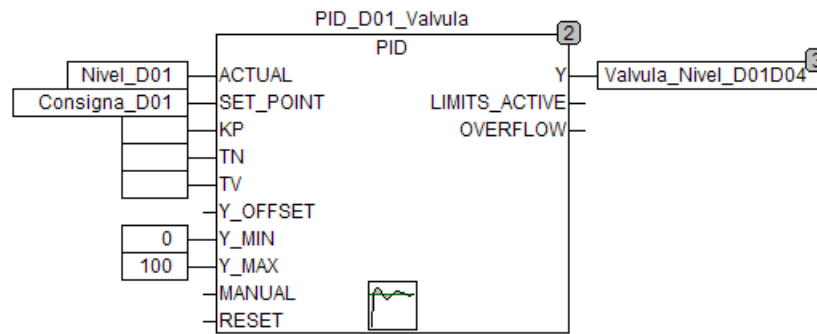 PID_D01_Valvula
2
PID
Nivel_D01 ACTUAL Y Valvula_Nivel_D01D04 3
Consigna_D01 SET_POINT LIMITS_ACTIVE
KP OVERFLOW
TN
TV
Y_OFFSET
0 Y_MIN
100 Y_MAX
MANUAL
RESET